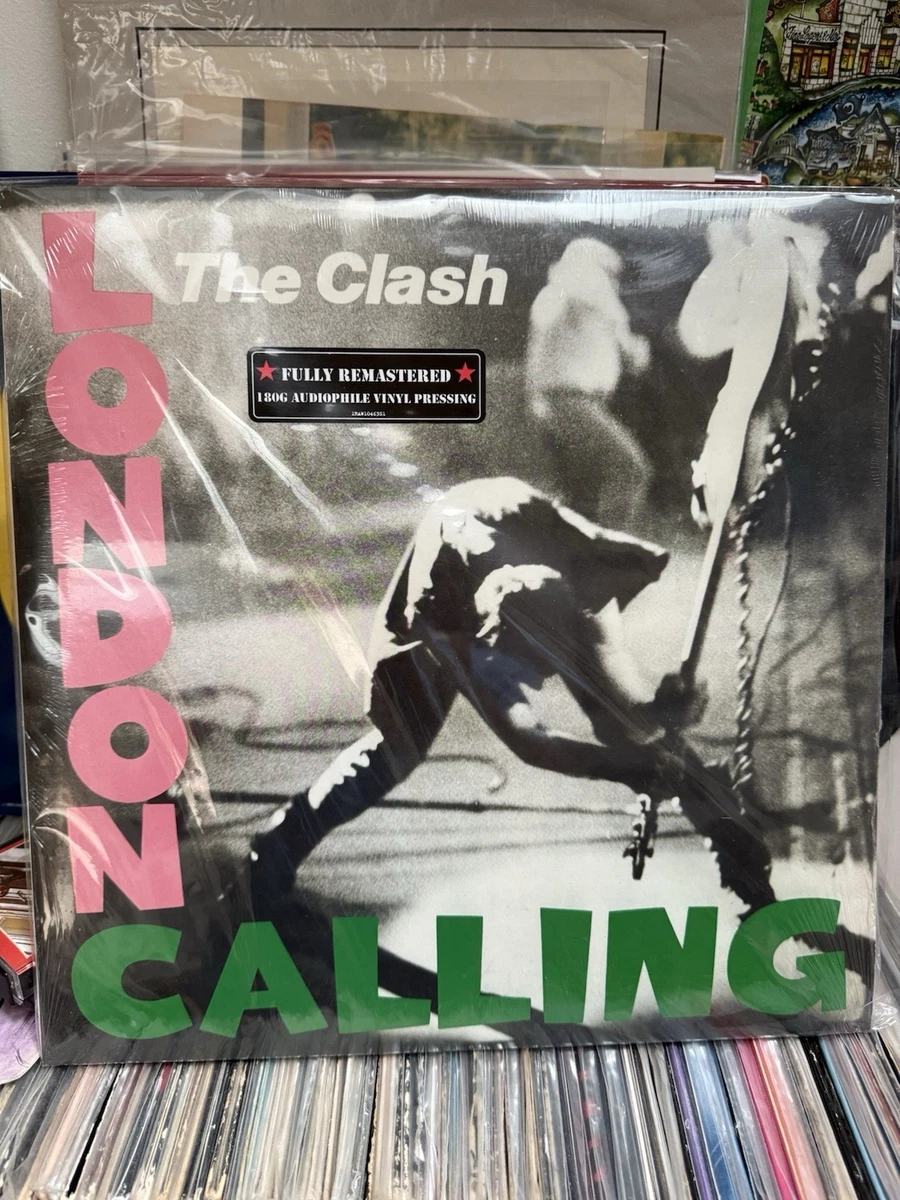 The Clash
LONDON
CALLING
FULLY REMASTERED
180G AUDIOPHILE VINYL PRESSING